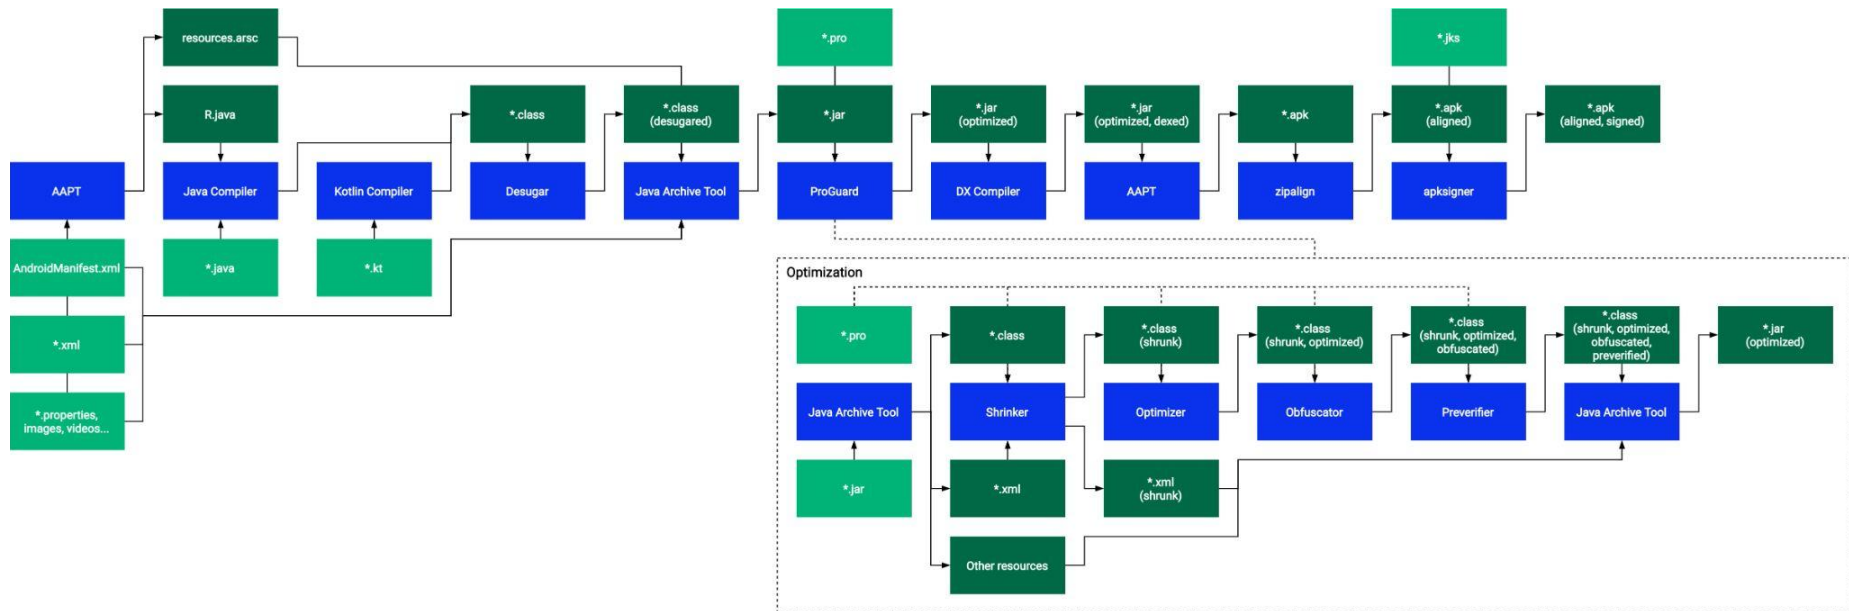 resources.arsc
*.pro
*.jks
R.java
*.class
*.class
(desugared)
*.jar
*.jar
(optimized)
*.jar
(optimized, dexed)
*.apk
*.apk
(aligned)
*.apk
(aligned, signed)
AAPT
Java Compiler
Kotlin Compiler
Desugar
Java Archive Tool
ProGuard
DX Compiler
AAPT
zipalign
apksigner
AndroidManifest.xml
*.java
*.kt
*.xml
*.properties,
images, videos...
Optimization
*.pro
*.class
*.class
(shrunk)
*.class
(shrunk, optimized)
*.class
(shrunk, optimized,
obfuscated)
*.class
(shrunk, optimized,
obfuscated,
preverified)
*.jar
(optimized)
Java Archive Tool
Shrinker
Optimizer
Obfuscator
Preverifier
Java Archive Tool
*.jar
*.xml
*.xml
(shrunk)
Other resources